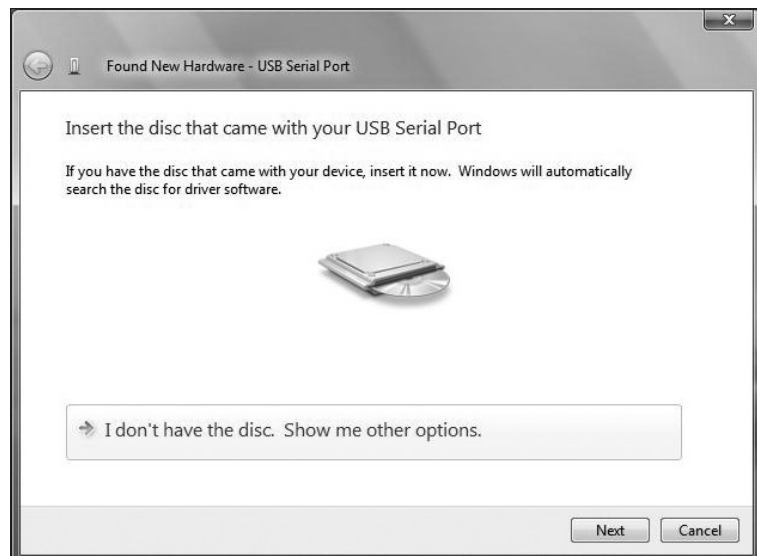 Found New Hardware - USB Serial Port
Insert the disc that came with your USB Serial Port
If you have the disc that came with your device, insert it now.  Windows will automatically
search the disc for driver software.
I don't have the disc.  Show me other options.
Next Cancel